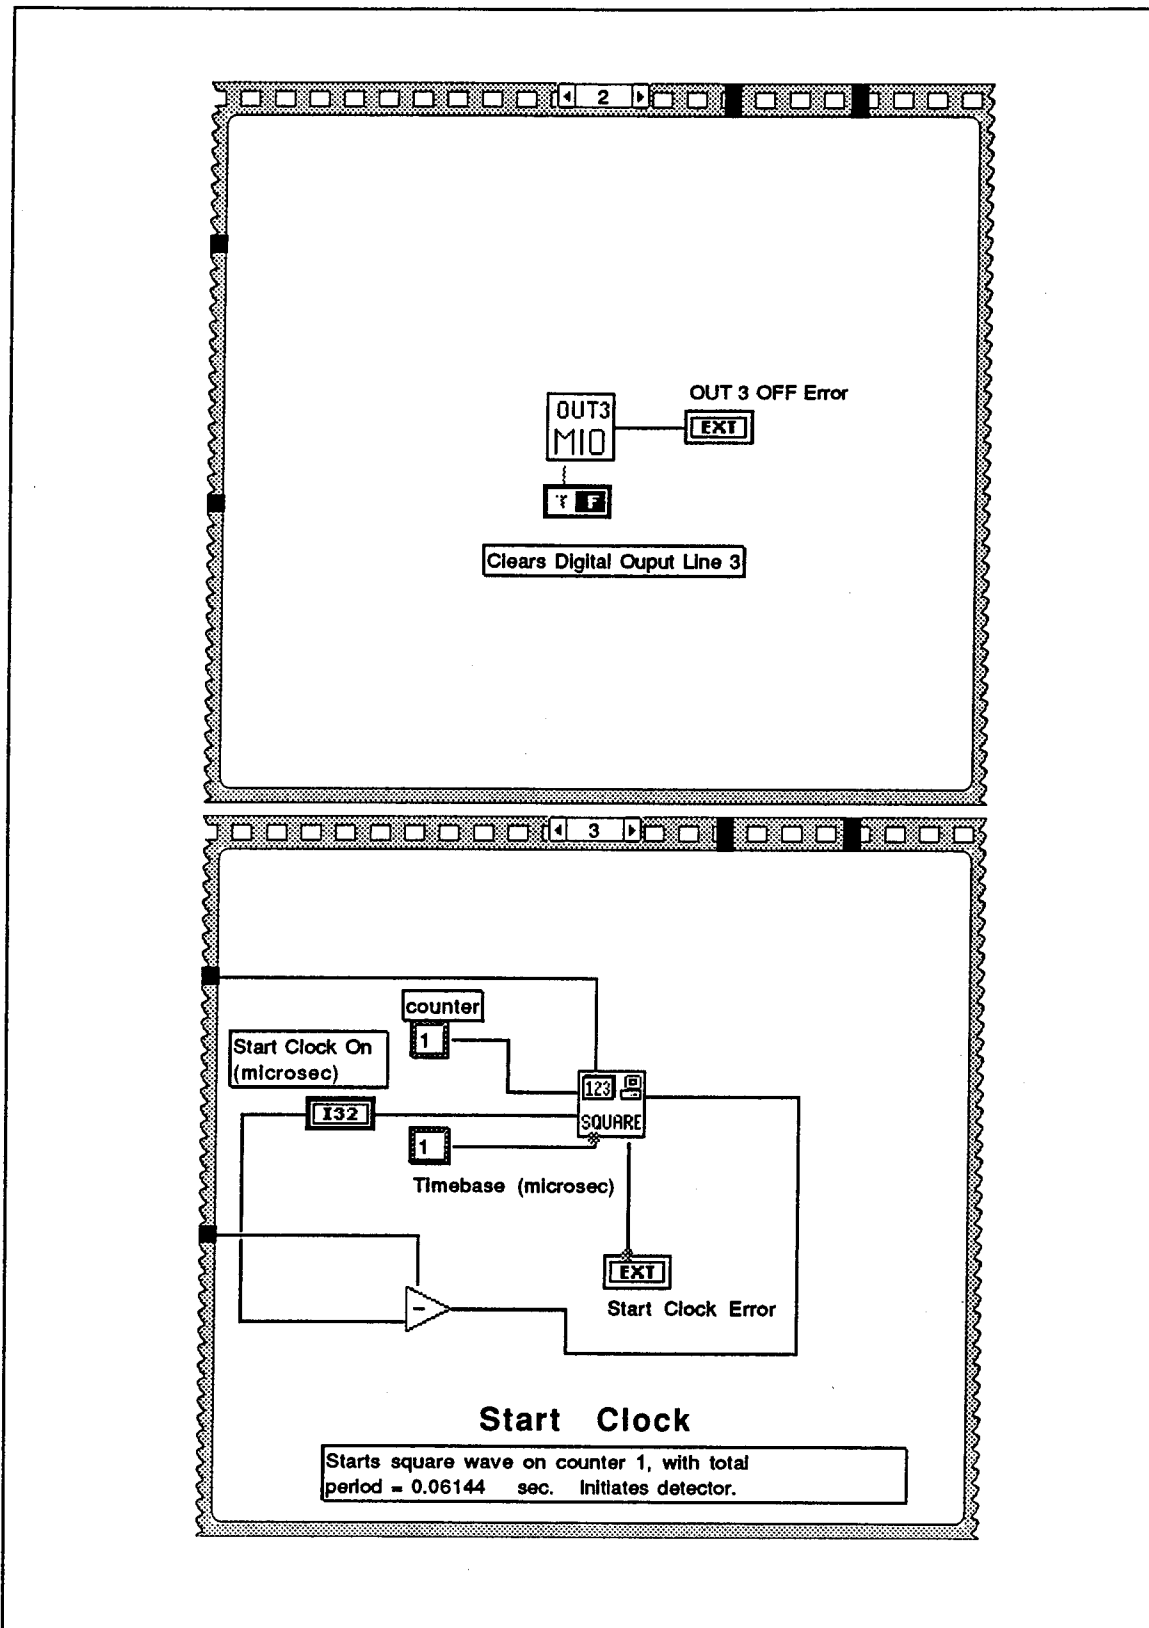 2
OUT 3 OFF Error
OUT3
MIO
EXT
T F
Clears Digital Ouput Line 3
3
counter
1
Start Clock On
(microsec)
I32
123
SQUARE
1
Timebase (microsec)
EXT
Start Clock Error
-
Start Clock
Starts square wave on counter 1, with total
period = 0.06144 sec. Initiates detector.